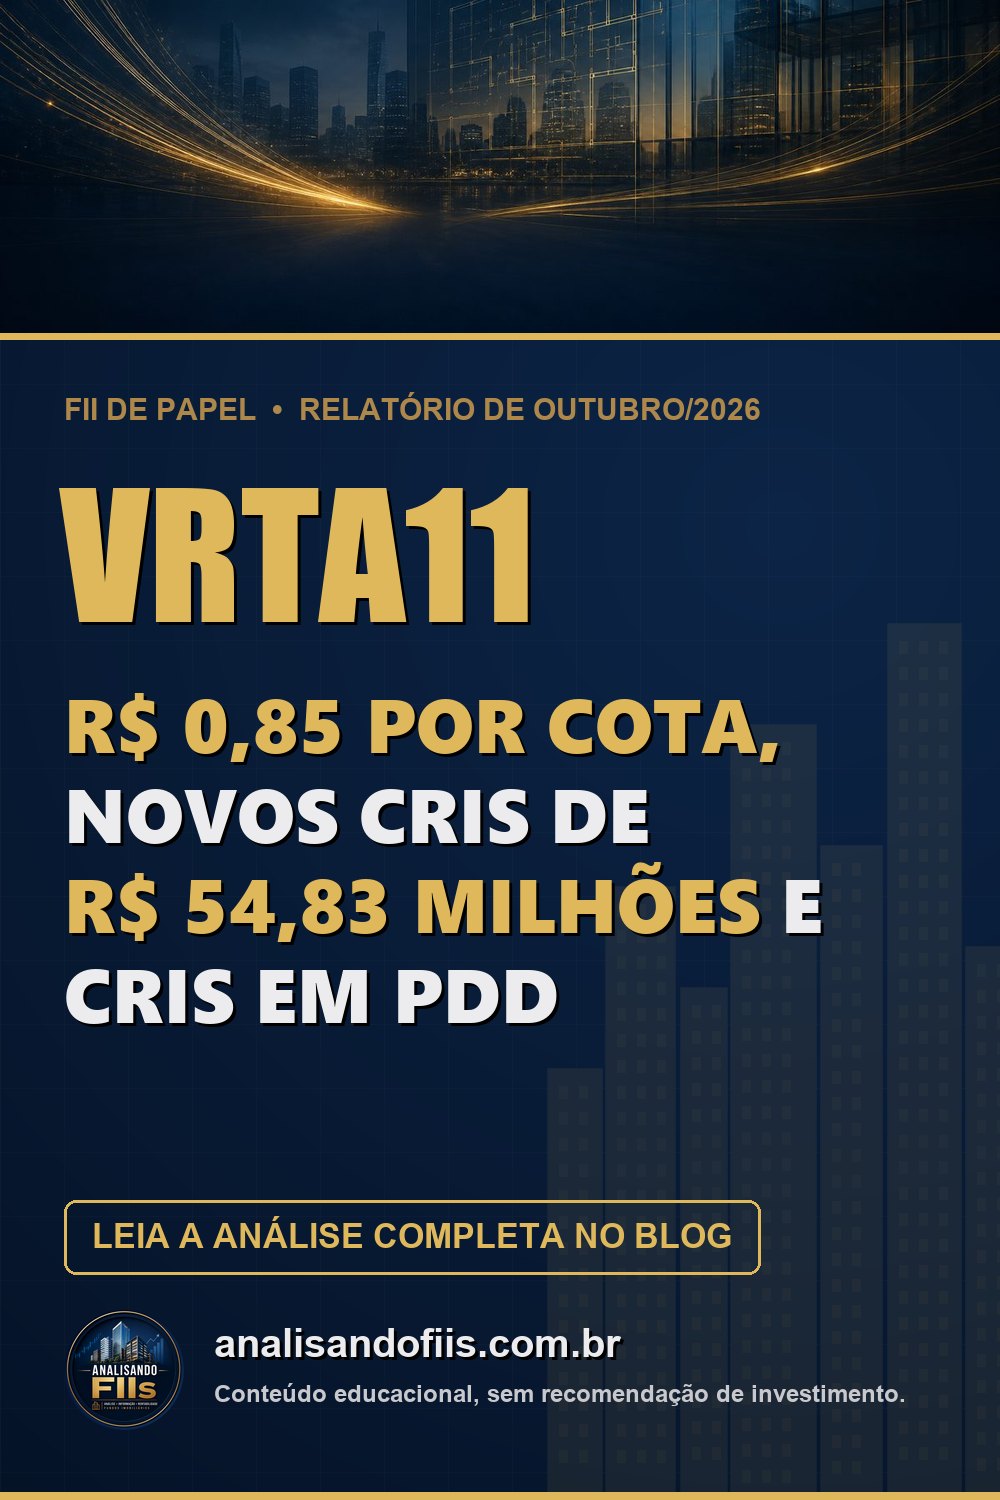 FII DE PAPEL • RELATÓRIO DE OUTUBRO/2026
VRTA11
R$ 0,85 POR COTA,
NOVOS CRIS DE
R$ 54,83 MILHÕES E
CRIS EM PDD
LEIA A ANÁLISE COMPLETA NO BLOG
ANALISANDO
FIIs
analisandofiis.com.br
Conteúdo educacional, sem recomendação de investimento.